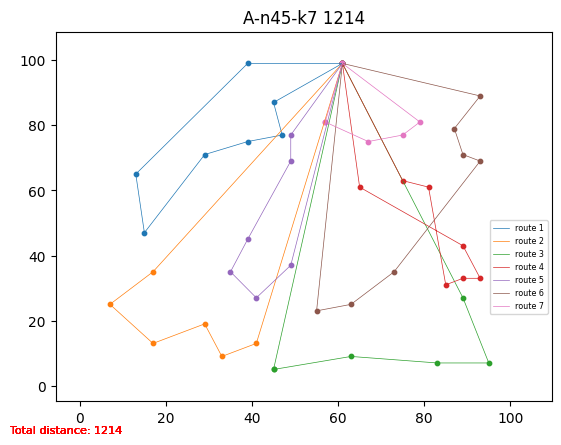 A-n45-k7 1214
100
80
60
40
20
0
route 1
route 2
route 3
route 4
route 5
route 6
route 7
0 20 40 60 80 100
Total distance: 1214